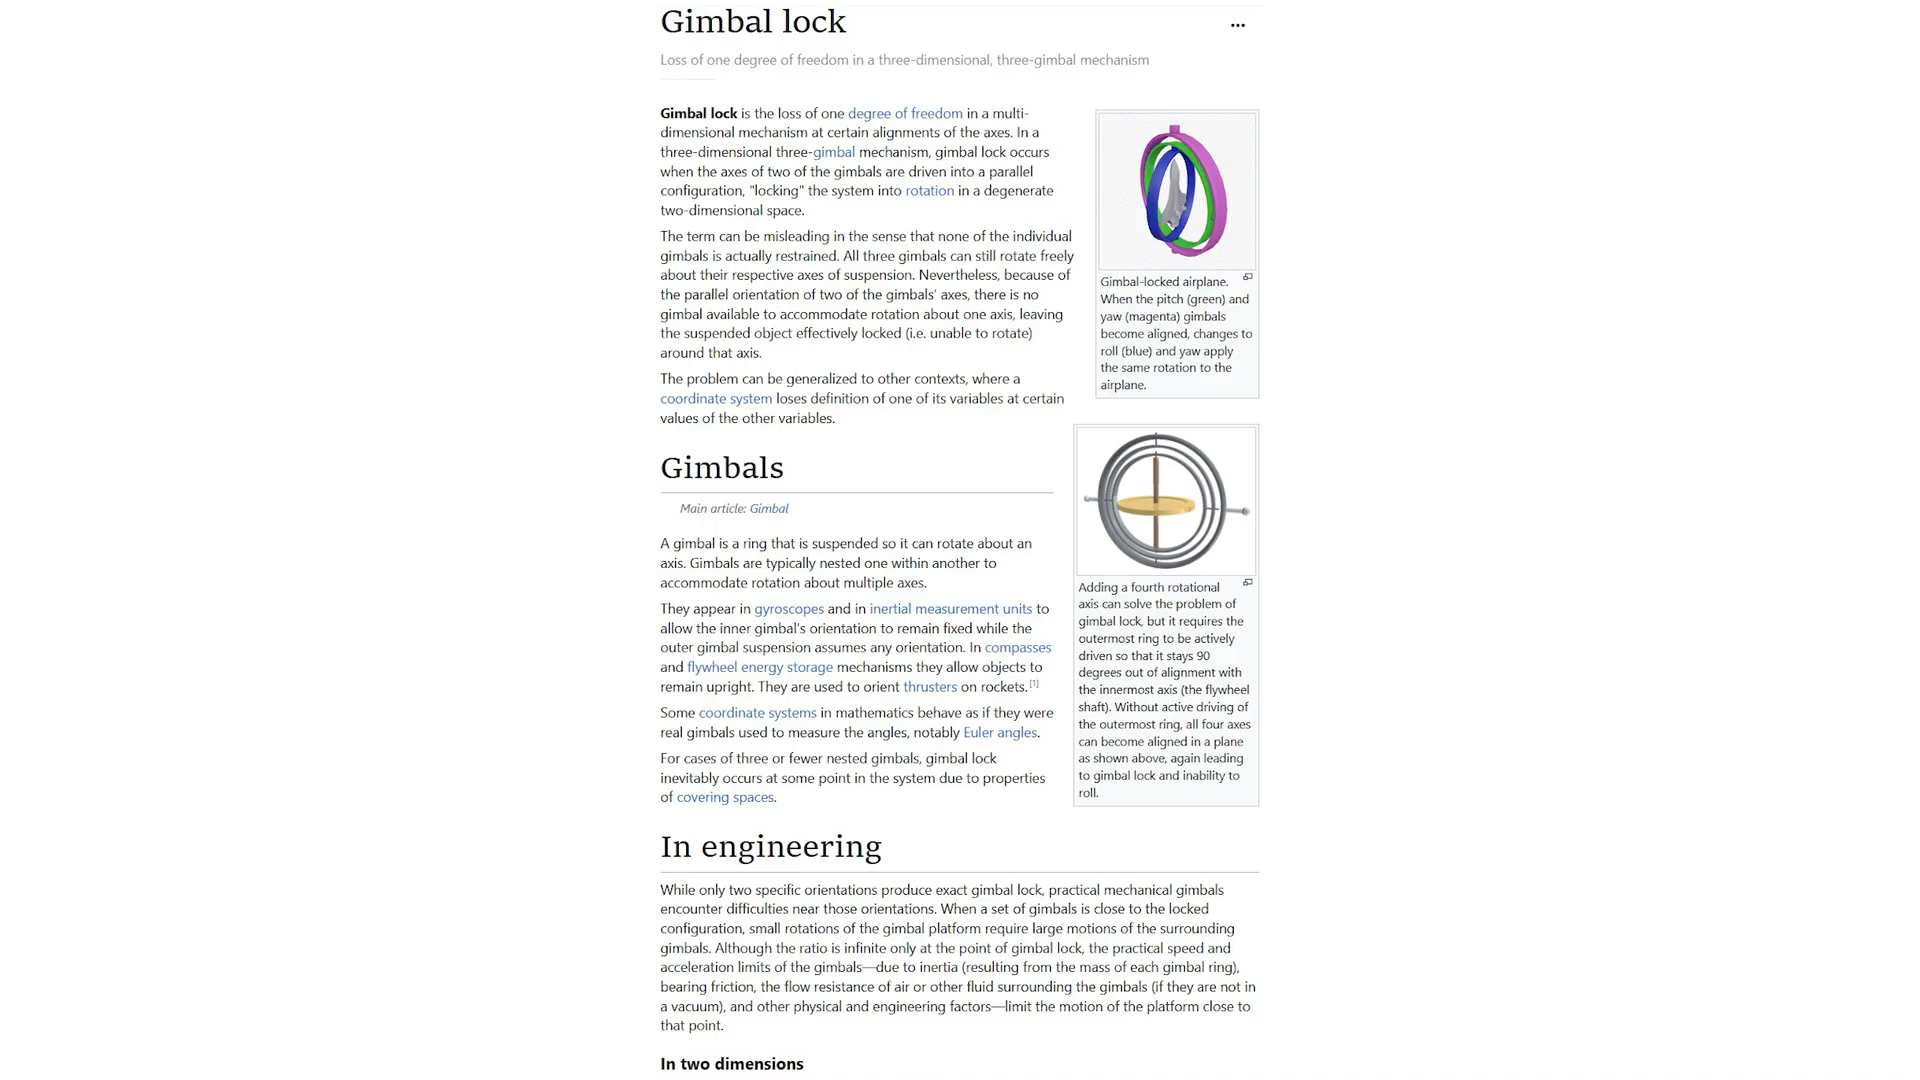 Gimbal lock
Loss of one degree of freedom in a three-dimensional, three-gimbal mechanism
Gimbal lock is the loss of one degree of freedom in a multi-
dimensional mechanism at certain alignments of the axes. In a
three-dimensional three-gimbal mechanism, gimbal lock occurs
when the axes of two of the gimbals are driven into a parallel
configuration, "locking" the system into rotation in a degenerate
two-dimensional space.
The term can be misleading in the sense that none of the individual
gimbals is actually restrained. All three gimbals can still rotate freely
about their respective axes of suspension. Nevertheless, because of
the parallel orientation of two of the gimbals' axes, there is no
gimbal available to accommodate rotation about one axis, leaving
the suspended object effectively locked (i.e. unable to rotate)
around that axis.
The problem can be generalized to other contexts, where a
coordinate system loses definition of one of its variables at certain
values of the other variables.
Gimbal-locked airplane.
When the pitch (green) and
yaw (magenta) gimbals
become aligned, changes to
roll (blue) and yaw apply
the same rotation to the
airplane.
Gimbals
Main article: Gimbal
A gimbal is a ring that is suspended so it can rotate about an
axis. Gimbals are typically nested one within another to
accommodate rotation about multiple axes.
They appear in gyroscopes and in inertial measurement units to
allow the inner gimbal's orientation to remain fixed while the
outer gimbal suspension assumes any orientation. In compasses
and flywheel energy storage mechanisms they allow objects to
remain upright. They are used to orient thrusters on rockets.[1]
Some coordinate systems in mathematics behave as if they were
real gimbals used to measure the angles, notably Euler angles.
For cases of three or fewer nested gimbals, gimbal lock
inevitably occurs at some point in the system due to properties
of covering spaces.
Adding a fourth rotational
axis can solve the problem of
gimbal lock, but it requires the
outermost ring to be actively
driven so that it stays 90
degrees out of alignment with
the innermost axis (the flywheel
shaft). Without active driving of
the outermost ring, all four axes
can become aligned in a plane
as shown above, again leading
to gimbal lock and inability to
roll.
In engineering
While only two specific orientations produce exact gimbal lock, practical mechanical gimbals
encounter difficulties near those orientations. When a set of gimbals is close to the locked
configuration, small rotations of the gimbal platform require large motions of the surrounding
gimbals. Although the ratio is infinite only at the point of gimbal lock, the practical speed and
acceleration limits of the gimbals—due to inertia (resulting from the mass of each gimbal ring),
bearing friction, the flow resistance of air or other fluid surrounding the gimbals (if they are not in
a vacuum), and other physical and engineering factors—limit the motion of the platform close to
that point.
In two dimensions